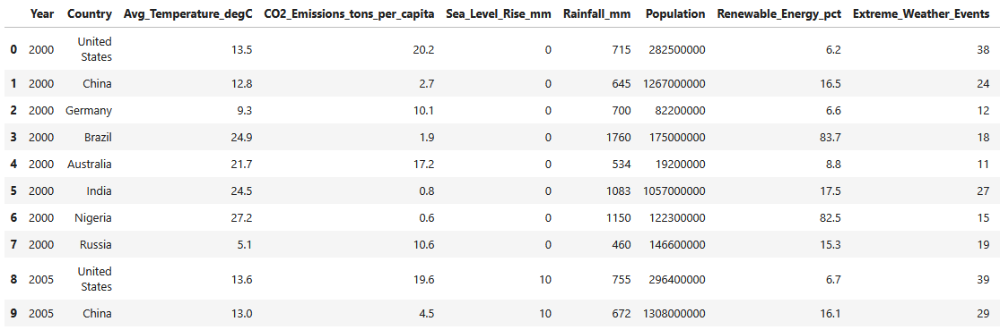 Year Country Avg_Temperature_degC CO2_Emissions_tons_per_capita Sea_Level_Rise_mm Rainfall_mm Population Renewable_Energy_pct Extreme_Weather_Events
0 2000 United States 13.5 20.2 0 715 282500000 6.2 38
1 2000 China 12.8 2.7 0 645 1267000000 16.5 24
2 2000 Germany 9.3 10.1 0 700 82200000 6.6 12
3 2000 Brazil 24.9 1.9 0 1760 175000000 83.7 18
4 2000 Australia 21.7 17.2 0 534 19200000 8.8 11
5 2000 India 24.5 0.8 0 1083 1057000000 17.5 27
6 2000 Nigeria 27.2 0.6 0 1150 122300000 82.5 15
7 2000 Russia 5.1 10.6 0 460 146600000 15.3 19
8 2005 United States 13.6 19.6 10 755 296400000 6.7 39
9 2005 China 13.0 4.5 10 672 1308000000 16.1 29